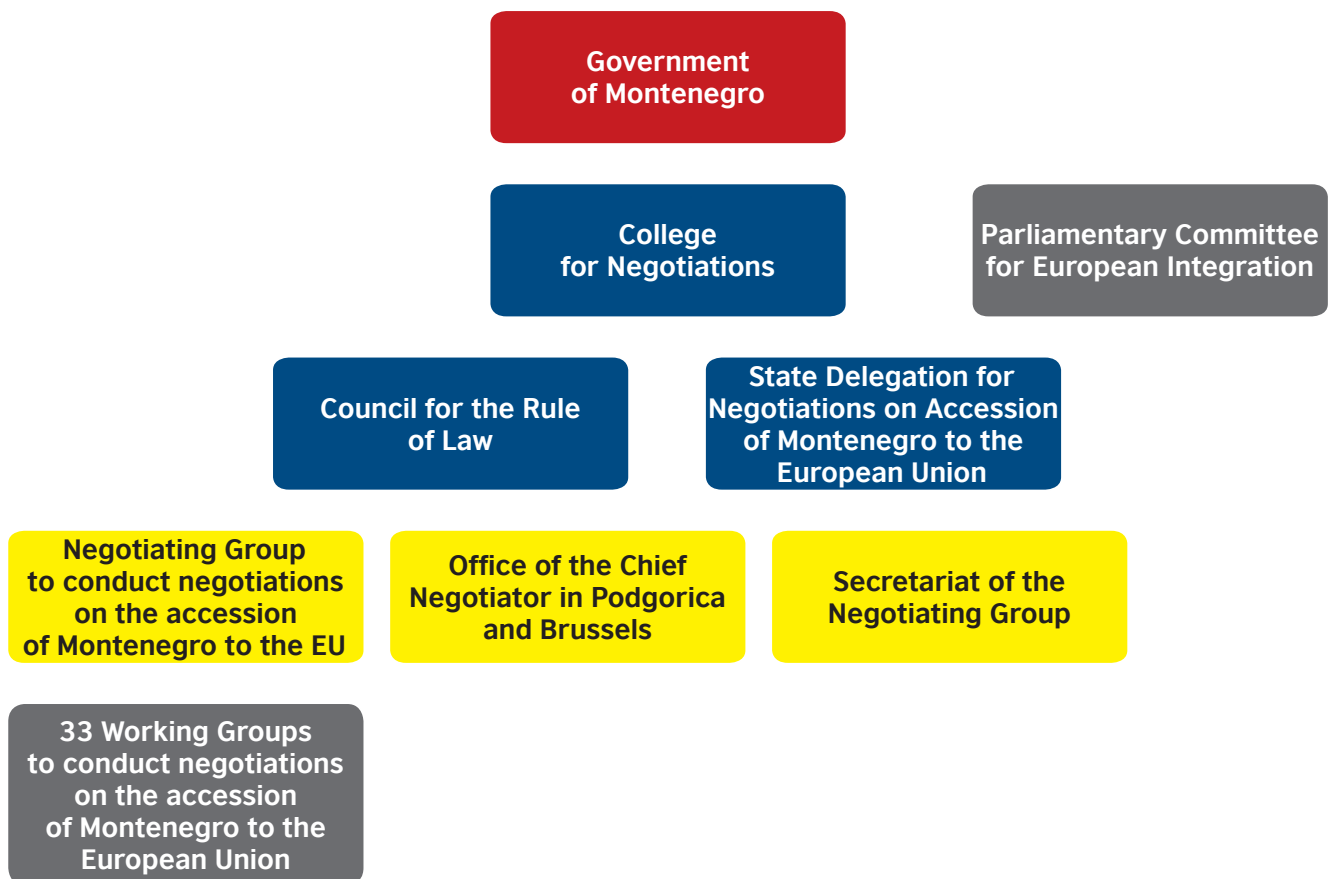 Government
of Montenegro
College
for Negotiations
Parliamentary Committee
for European Integration
Council for the Rule
of Law
State Delegation for
Negotiations on Accession
of Montenegro to the
European Union
Negotiating Group
to conduct negotiations
on the accession
of Montenegro to the EU
Office of the Chief
Negotiator in Podgorica
and Brussels
Secretariat of the
Negotiating Group
33 Working Groups
to conduct negotiations
on the accession
of Montenegro to the
European Union